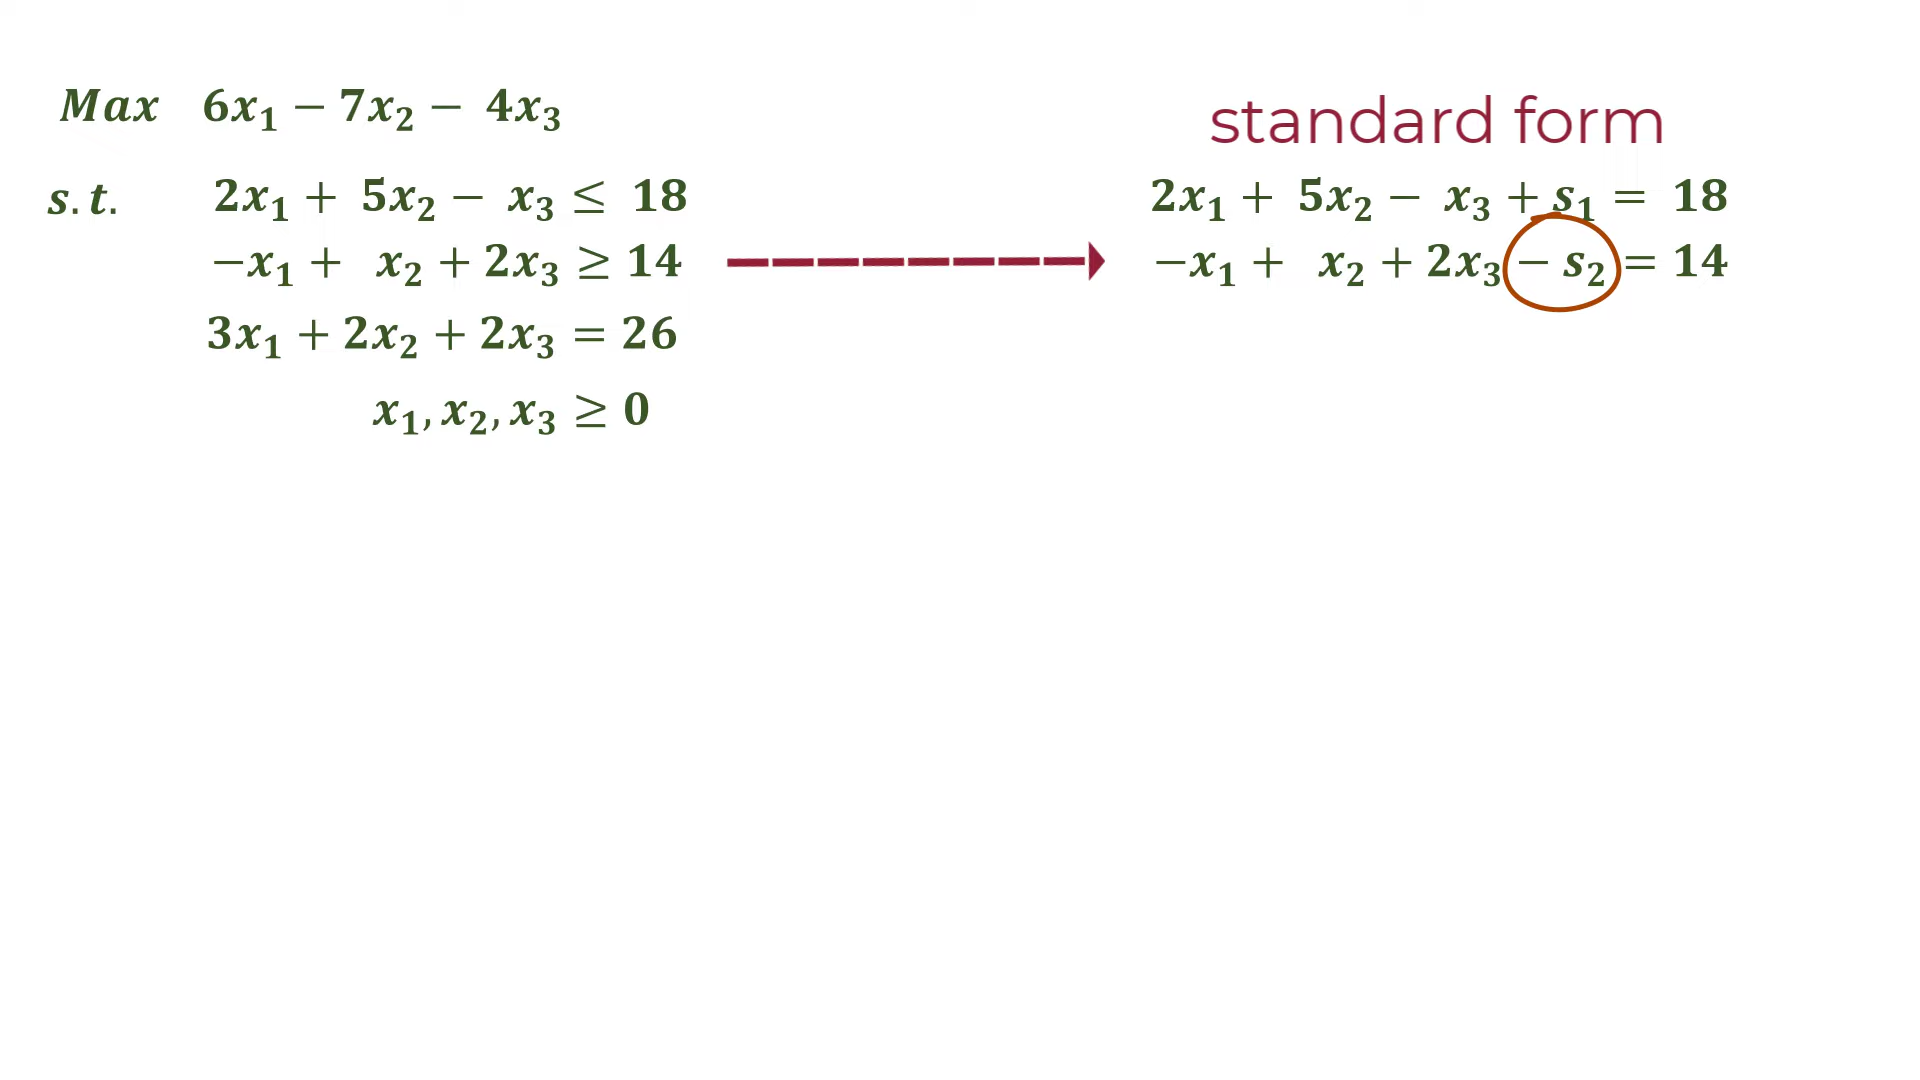 Max 6x₁ − 7x₂ − 4x₃
s.t. 2x₁ + 5x₂ − x₃ ≤ 18
−x₁ + x₂ + 2x₃ ≥ 14
3x₁ + 2x₂ + 2x₃ = 26
x₁, x₂, x₃ ≥ 0
standard form
2x₁ + 5x₂ − x₃ + s₁ = 18
−x₁ + x₂ + 2x₃ − s₂ = 14